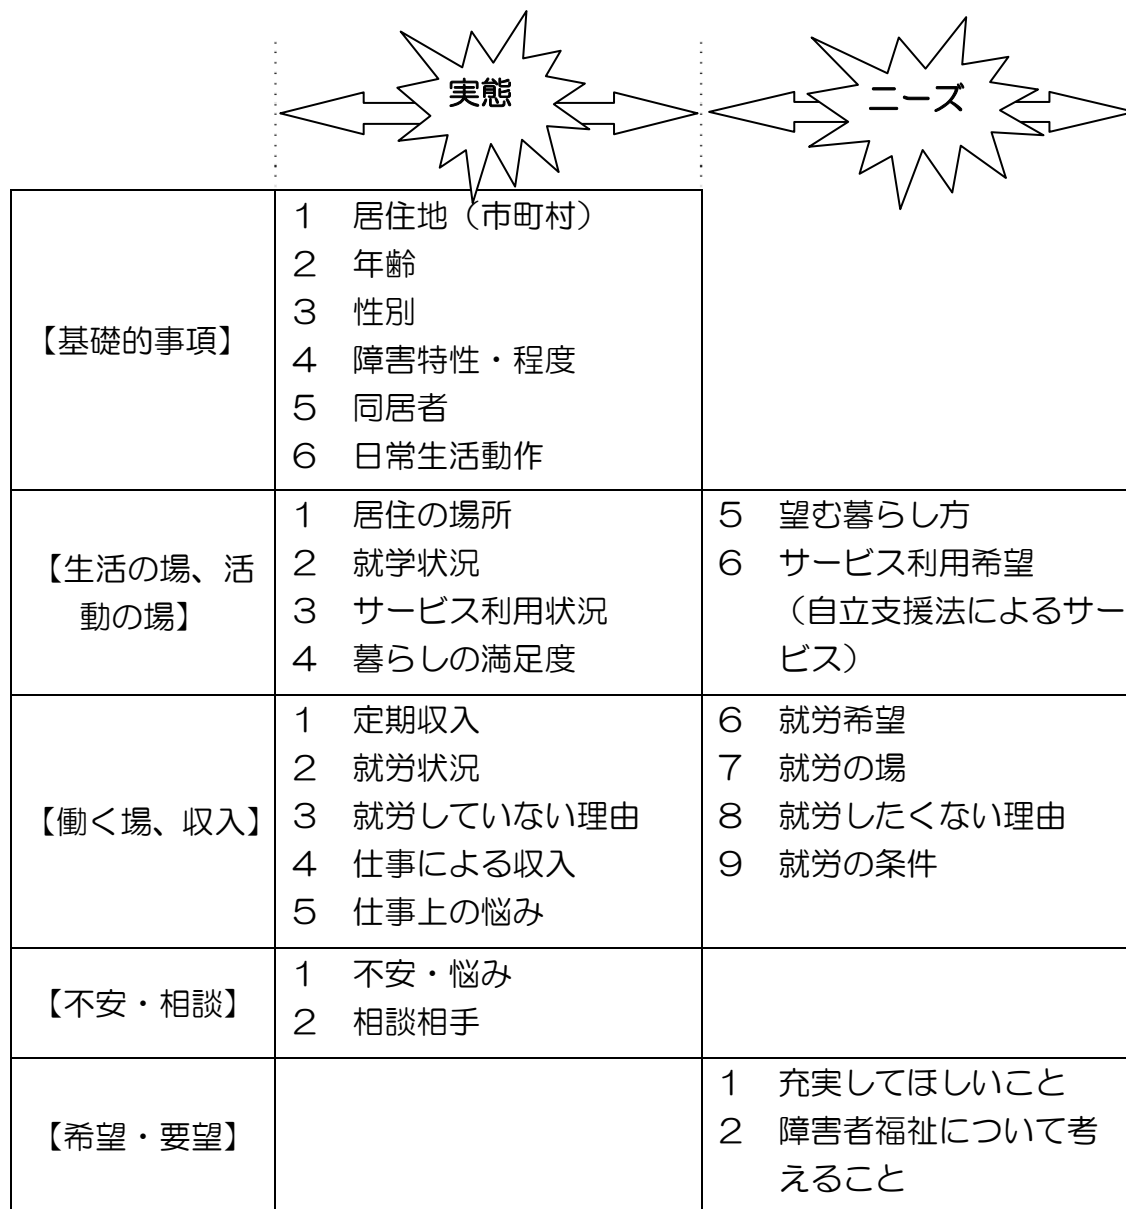 実態
ニーズ
【基礎的事項】
1 居住地（市町村）
2 年齢
3 性別
4 障害特性・程度
5 同居者
6 日常生活動作
【生活の場、活
動の場】
1 居住の場所
2 就学状況
3 サービス利用状況
4 暮らしの満足度
5 望む暮らし方
6 サービス利用希望
（自立支援法によるサー
ビス）
【働く場、収入】
1 定期収入
2 就労状況
3 就労していない理由
4 仕事による収入
5 仕事上の悩み
6 就労希望
7 就労の場
8 就労したくない理由
9 就労の条件
【不安・相談】
1 不安・悩み
2 相談相手
【希望・要望】
1 充実してほしいこと
2 障害者福祉について考
えること